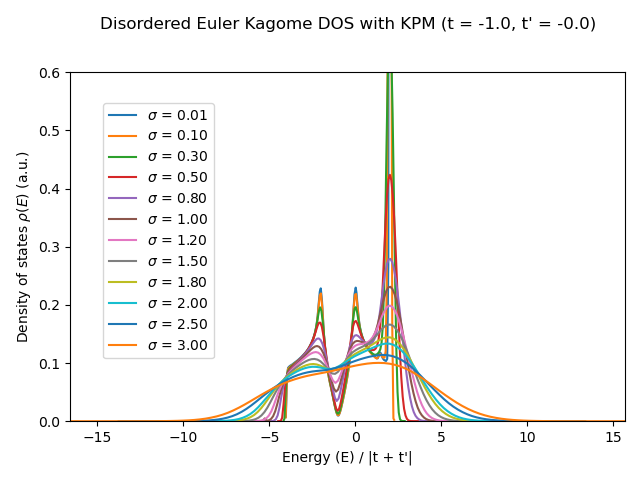 Disordered Euler Kagome DOS with KPM (t = -1.0, t' = -0.0)
0.6
0.5
0.4
0.3
0.2
0.1
0.0
Density of states ρ(E) (a.u.)
σ = 0.01
σ = 0.10
σ = 0.30
σ = 0.50
σ = 0.80
σ = 1.00
σ = 1.20
σ = 1.50
σ = 1.80
σ = 2.00
σ = 2.50
σ = 3.00
−15 −10 −5 0 5 10 15
Energy (E) / |t + t'|